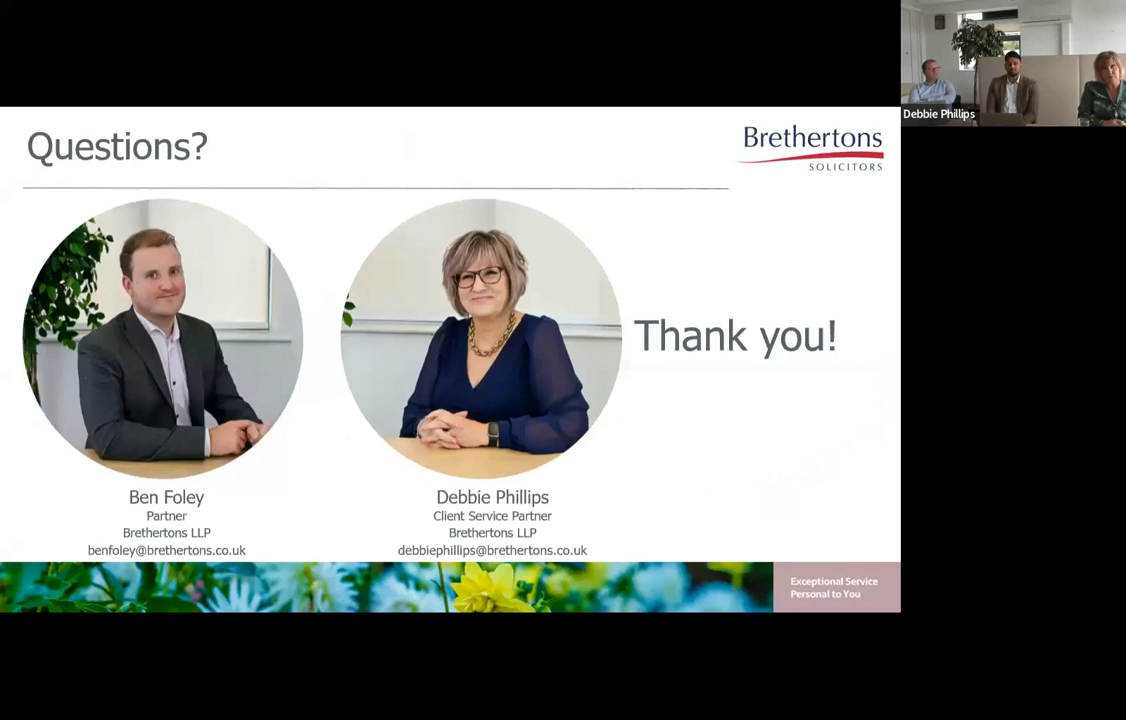 Debbie Phillips
Questions?
Brethertons
SOLICITORS
Thank you!
Ben Foley
Partner
Brethertons LLP
benfoley@brethertons.co.uk
Debbie Phillips
Client Service Partner
Brethertons LLP
debbiephillips@brethertons.co.uk
Exceptional Service
Personal to You